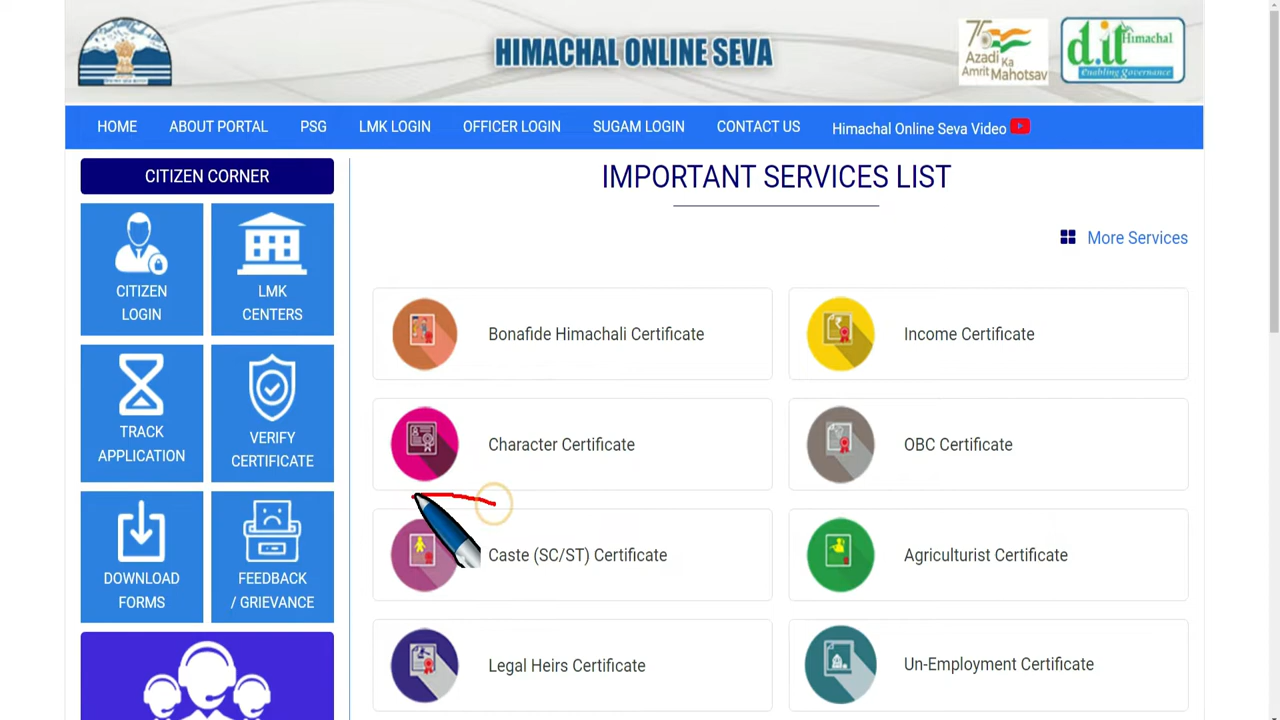 HIMACHAL ONLINE SEVA
75
Azadi
Ka
Amrit Mahotsav
d.it Himachal
Enabling Governance
HOME ABOUT PORTAL PSG LMK LOGIN OFFICER LOGIN SUGAM LOGIN CONTACT US Himachal Online Seva Video
CITIZEN CORNER
CITIZEN
LOGIN
LMK
CENTERS
TRACK
APPLICATION
VERIFY
CERTIFICATE
DOWNLOAD
FORMS
FEEDBACK
/ GRIEVANCE
IMPORTANT SERVICES LIST
More Services
Bonafide Himachali Certificate
Income Certificate
Character Certificate
OBC Certificate
Caste (SC/ST) Certificate
Agriculturist Certificate
Legal Heirs Certificate
Un-Employment Certificate